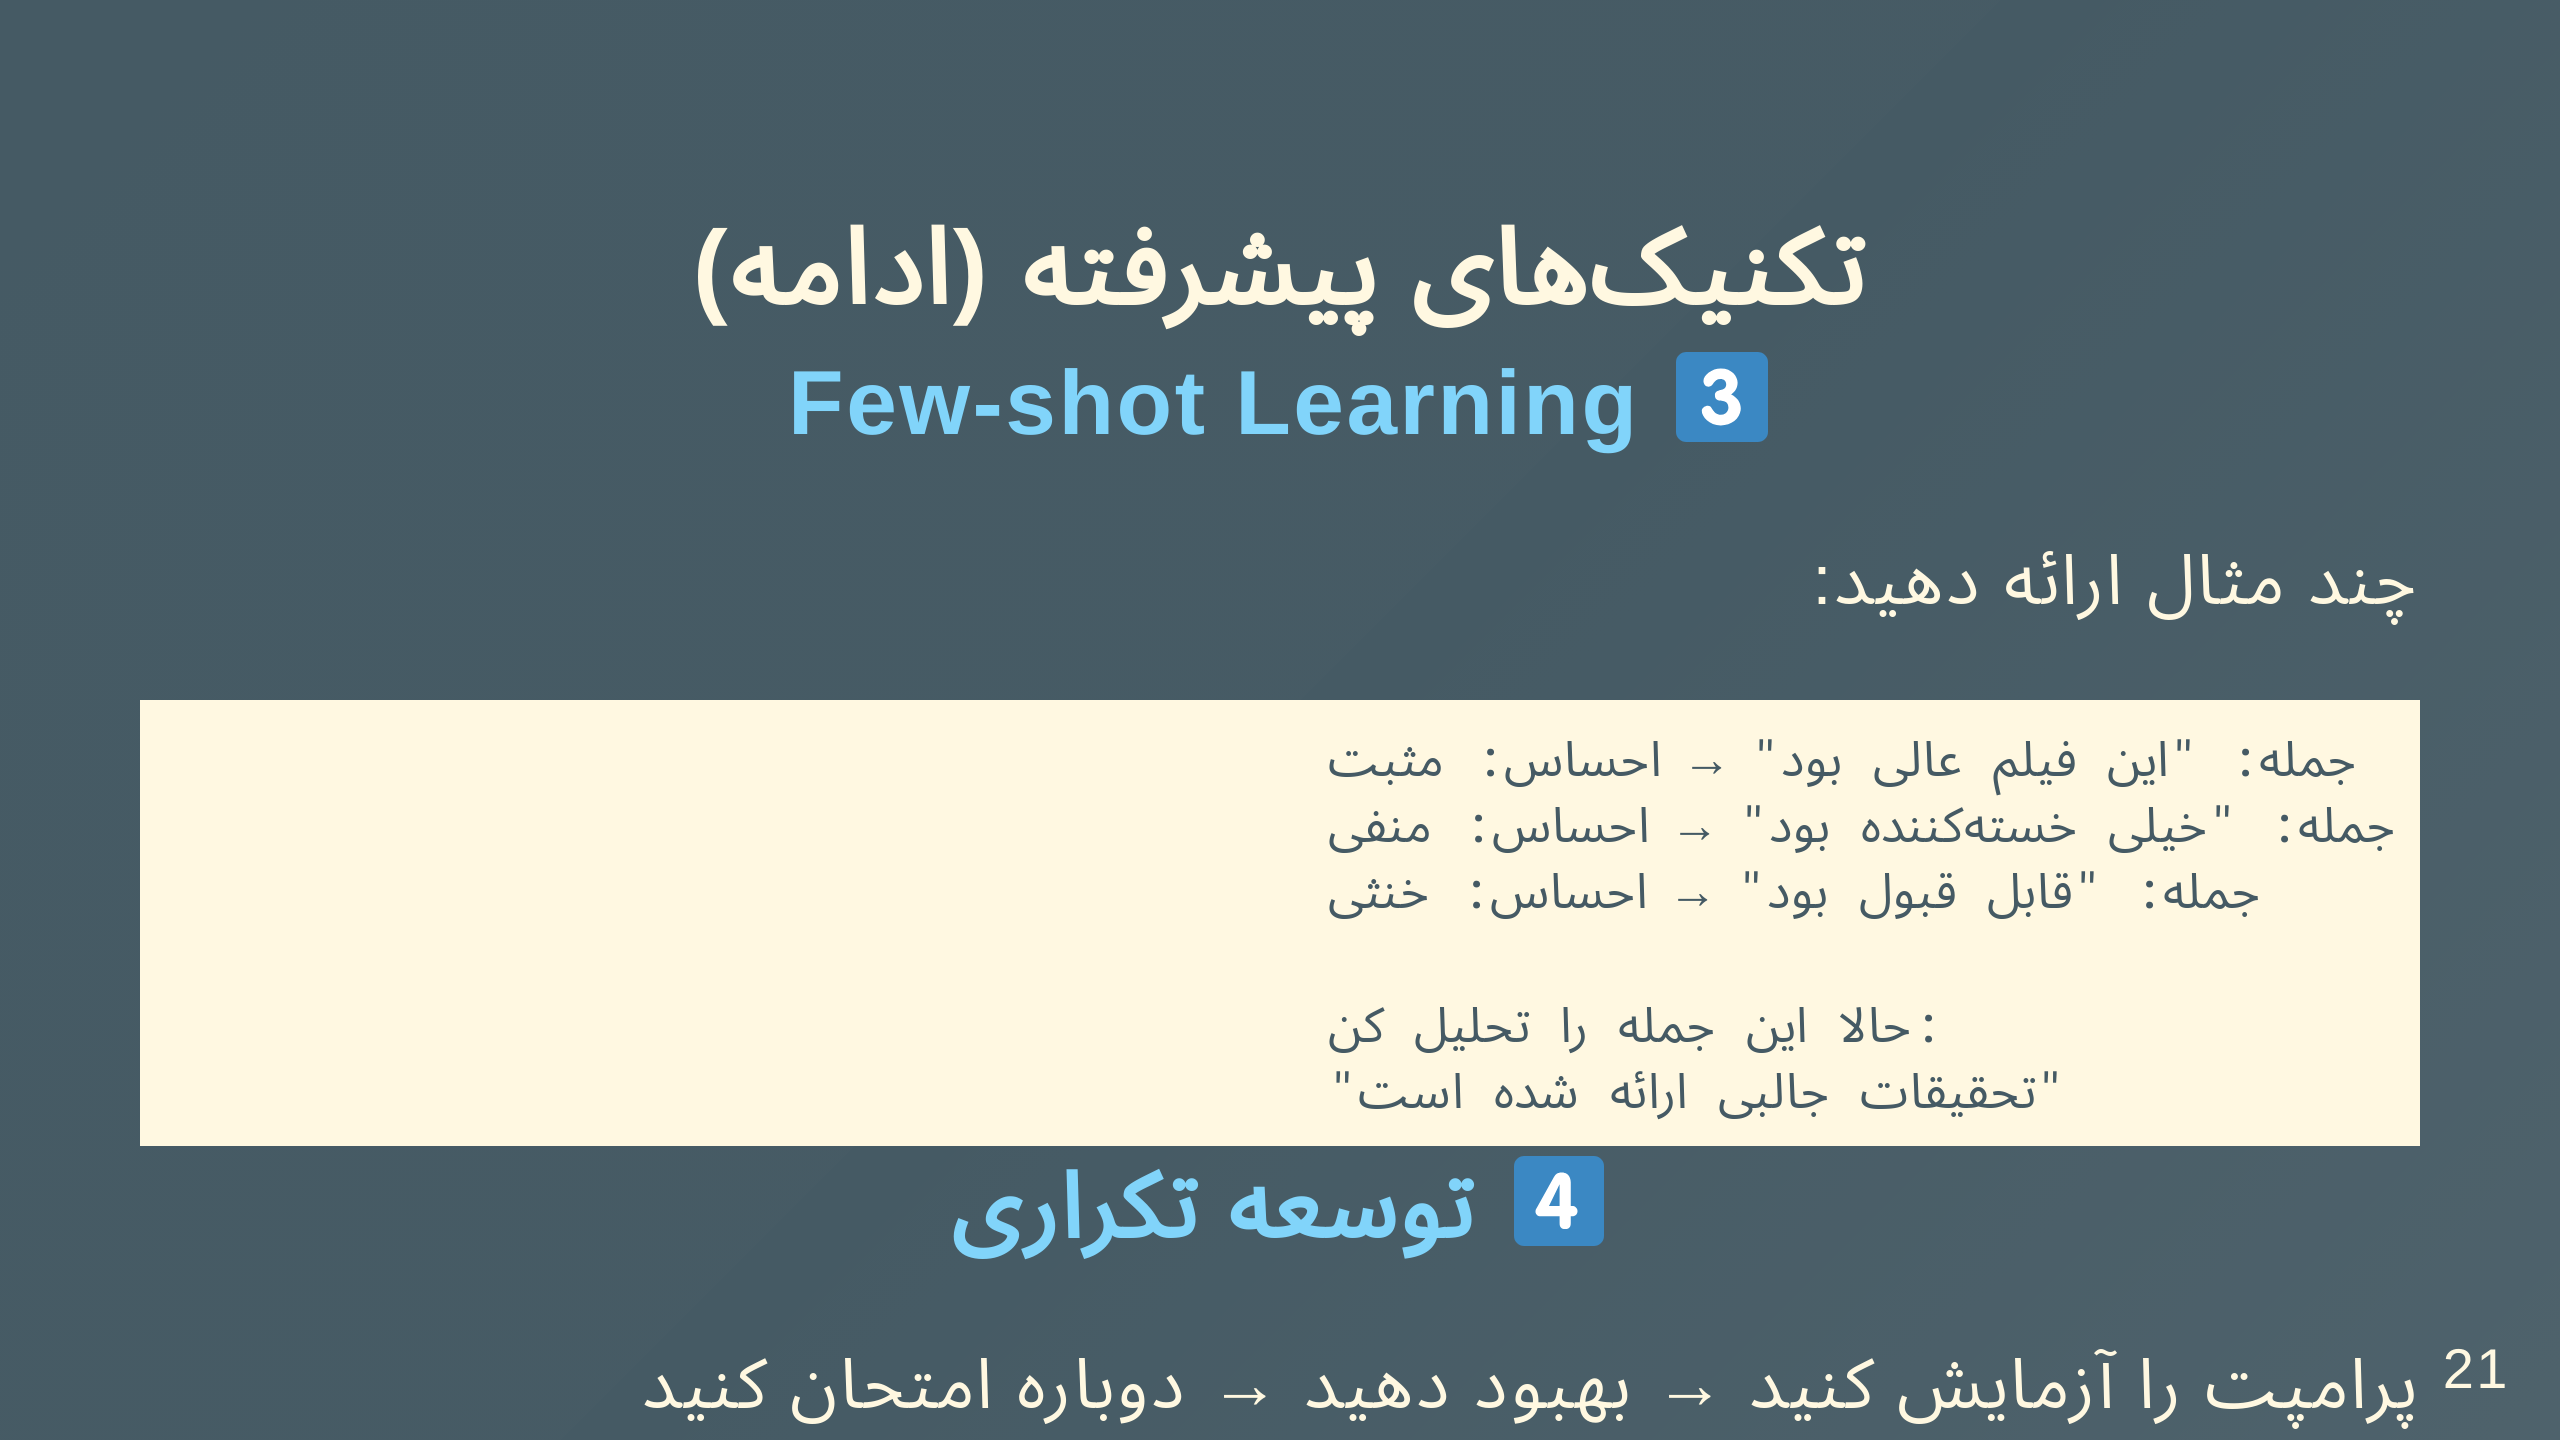 تکنیک‌های پیشرفته (ادامه)
3️⃣ Few-shot Learning
چند مثال ارائه دهید:
جمله: "این فیلم عالی بود" → احساس: مثبت
جمله: "خیلی خسته‌کننده بود" → احساس: منفی
جمله: "قابل قبول بود" → احساس: خنثی
حالا این جمله را تحلیل کن:
"تحقیقات جالبی ارائه شده است"
4️⃣ توسعه تکراری
پرامپت را آزمایش کنید → بهبود دهید → دوباره امتحان کنید
21